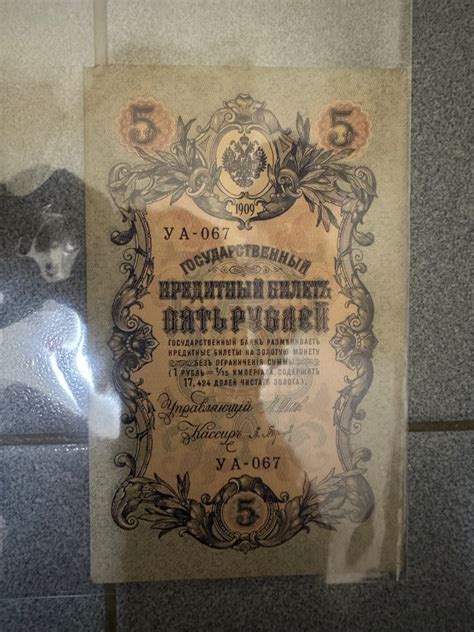 5 5
1909
УА-067
ГОСУДАРСТВЕННЫЙ
КРЕДИТНЫЙ БИЛЕТЪ
ПЯТЬ РУБЛЕЙ
ГОСУДАРСТВЕННЫЙ БАНКЪ РАЗМѢНИВАЕТЪ
КРЕДИТНЫЕ БИЛЕТЫ НА ЗОЛОТУЮ МОНЕТУ
БЕЗЪ ОГРАНИЧЕНІЯ СУММЫ
(1 РУБЛЬ = 1/15 ИМПЕРІАЛА, СОДЕРЖИТЪ
17,424 ДОЛЕЙ ЧИСТАГО ЗОЛОТА).
Управляющій
Кассиръ
УА-067
5